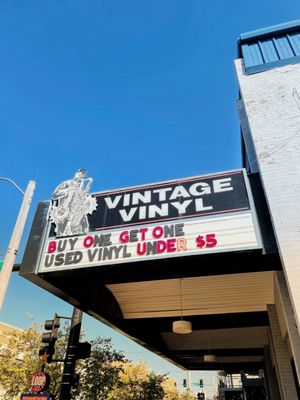 VINTAGE
VINYL
BUY ONE GET ONE
USED VINYL UNDER $5